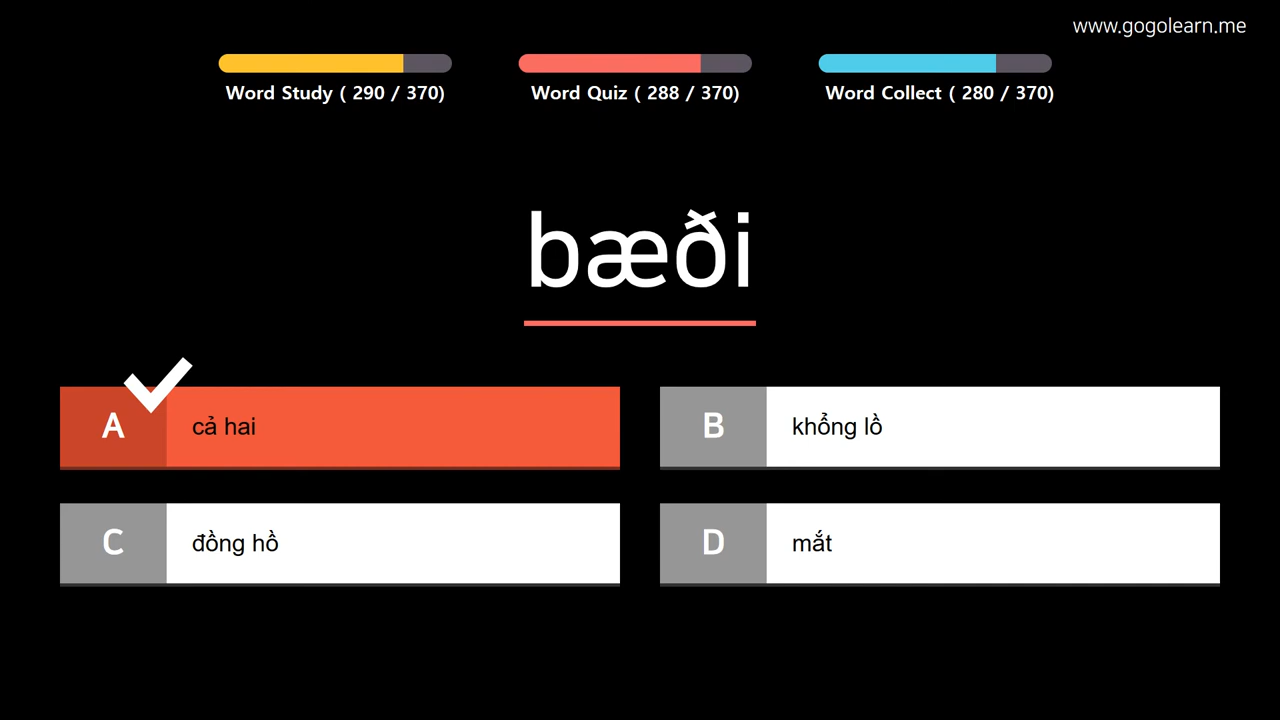 www.gogolearn.me
Word Study ( 290 / 370)
Word Quiz ( 288 / 370)
Word Collect ( 280 / 370)
bæði
A cả hai
B khổng lồ
C đồng hồ
D mắt